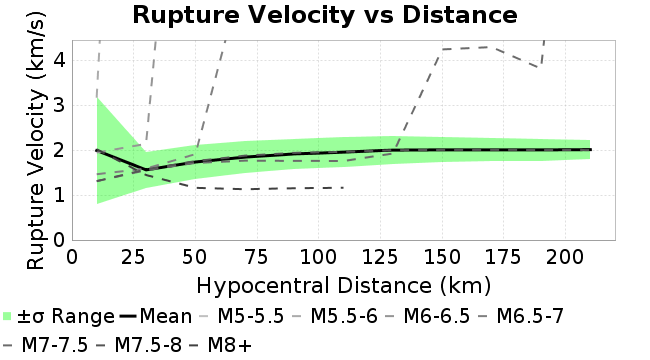 Rupture Velocity vs Distance
Rupture Velocity (km/s)
4
3
2
1
0
0 25 50 75 100 125 150 175 200
Hypocentral Distance (km)
±σ Range Mean M5-5.5 M5.5-6 M6-6.5 M6.5-7
M7-7.5 M7.5-8 M8+